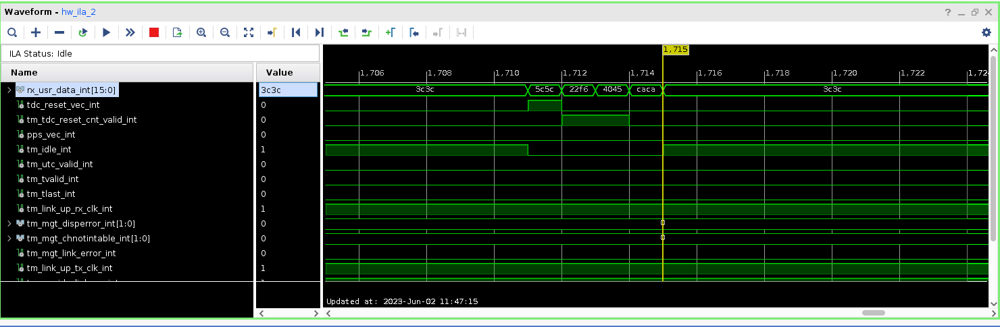 Waveform - hw_ila_2
ILA Status: Idle
1,715
Name Value
1,706 1,708 1,710 1,712 1,714 1,716 1,718 1,720 1,722
rx_usr_data_int[15:0] 3c3c 3c3c 5c5c 22f6 4045 caca 3c3c
tdc_reset_vec_int 0
tm_tdc_reset_cnt_valid_int 0
pps_vec_int 0
tm_idle_int 1
tm_utc_valid_int 0
tm_tvalid_int 0
tm_tlast_int 0
tm_link_up_rx_clk_int 1
tm_mgt_disperror_int[1:0] 0 0
tm_mgt_chnotintable_int[1:0] 0 0
tm_mgt_link_error_int 0
tm_link_up_tx_clk_int 1
Updated at: 2023-Jun-02 11:47:15